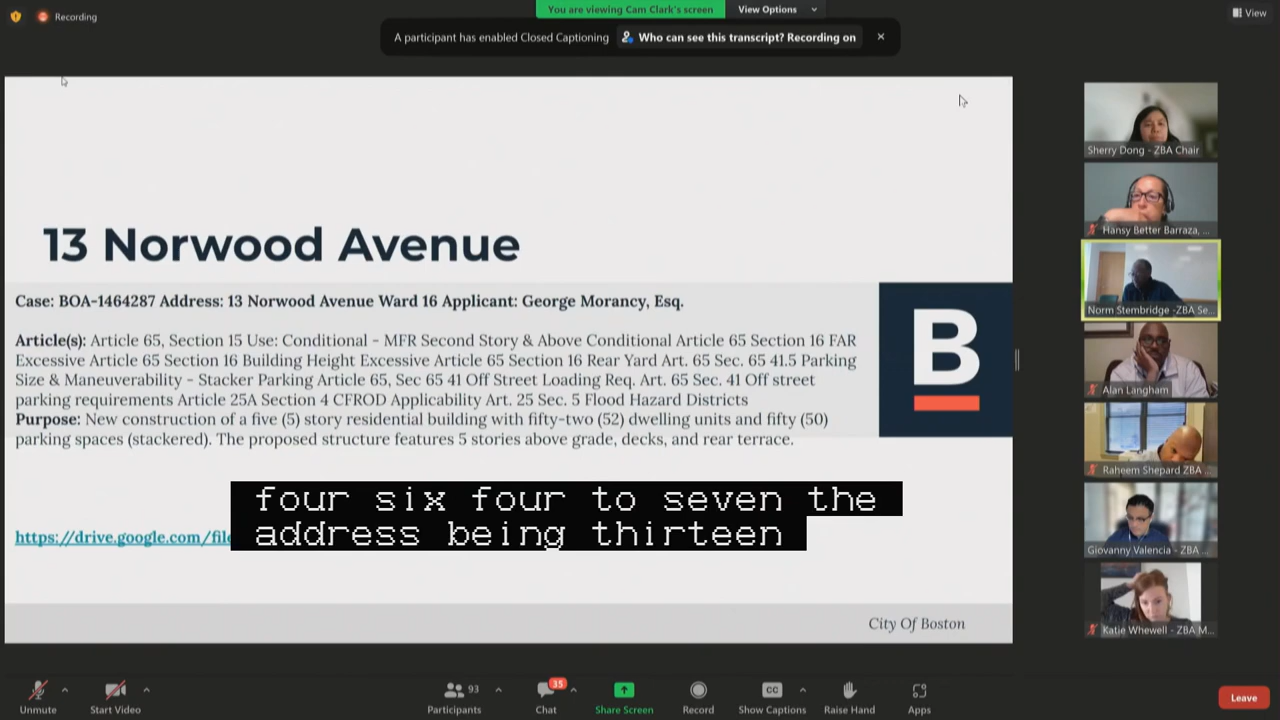 Recording
You are viewing Cam Clark's screen
View Options
View
A participant has enabled Closed Captioning
Who can see this transcript? Recording on
13 Norwood Avenue
Case: BOA-1464287 Address: 13 Norwood Avenue Ward 16 Applicant: George Morancy, Esq.
Article(s): Article 65, Section 15 Use: Conditional - MFR Second Story & Above Conditional Article 65 Section 16 FAR
Excessive Article 65 Section 16 Building Height Excessive Article 65 Section 16 Rear Yard Art. 65 Sec. 65 41.5 Parking
Size & Maneuverability - Stacker Parking Article 65, Sec 65 41 Off Street Loading Req. Art. 65 Sec. 41 Off street
parking requirements Article 25A Section 4 CFROD Applicability Art. 25 Sec. 5 Flood Hazard Districts
Purpose: New construction of a five (5) story residential building with fifty-two (52) dwelling units and fifty (50)
parking spaces (stackered). The proposed structure features 5 stories above grade, decks, and rear terrace.
B
https://drive.google.com/file
four six four to seven the
address being thirteen
City Of Boston
Sherry Dong - ZBA Chair
Hansy Better Barraza, ...
Norm Stembridge -ZBA Se...
Alan Langham
Raheem Shepard ZBA ...
Giovanny Valencia - ZBA ...
Katie Whewell - ZBA M...
Unmute
Start Video
93
Participants
35
Chat
Share Screen
Record
CC
Show Captions
Raise Hand
Apps
Leave